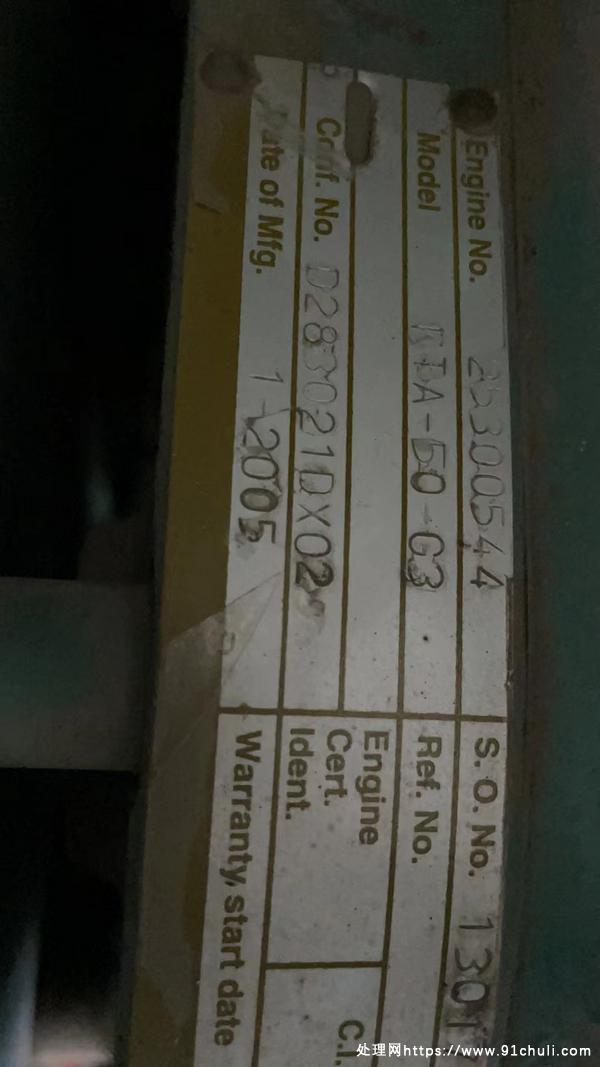 Engine No. 25300544
S. O. No. 1301
Model KTA-50-G3
Ref. No.
Engine
Cert.
Ident.
C.I.
Conf. No. D283021DX02
Date of Mfg. 1-2005
Warranty start date
处理网https://www.91chuli.com/